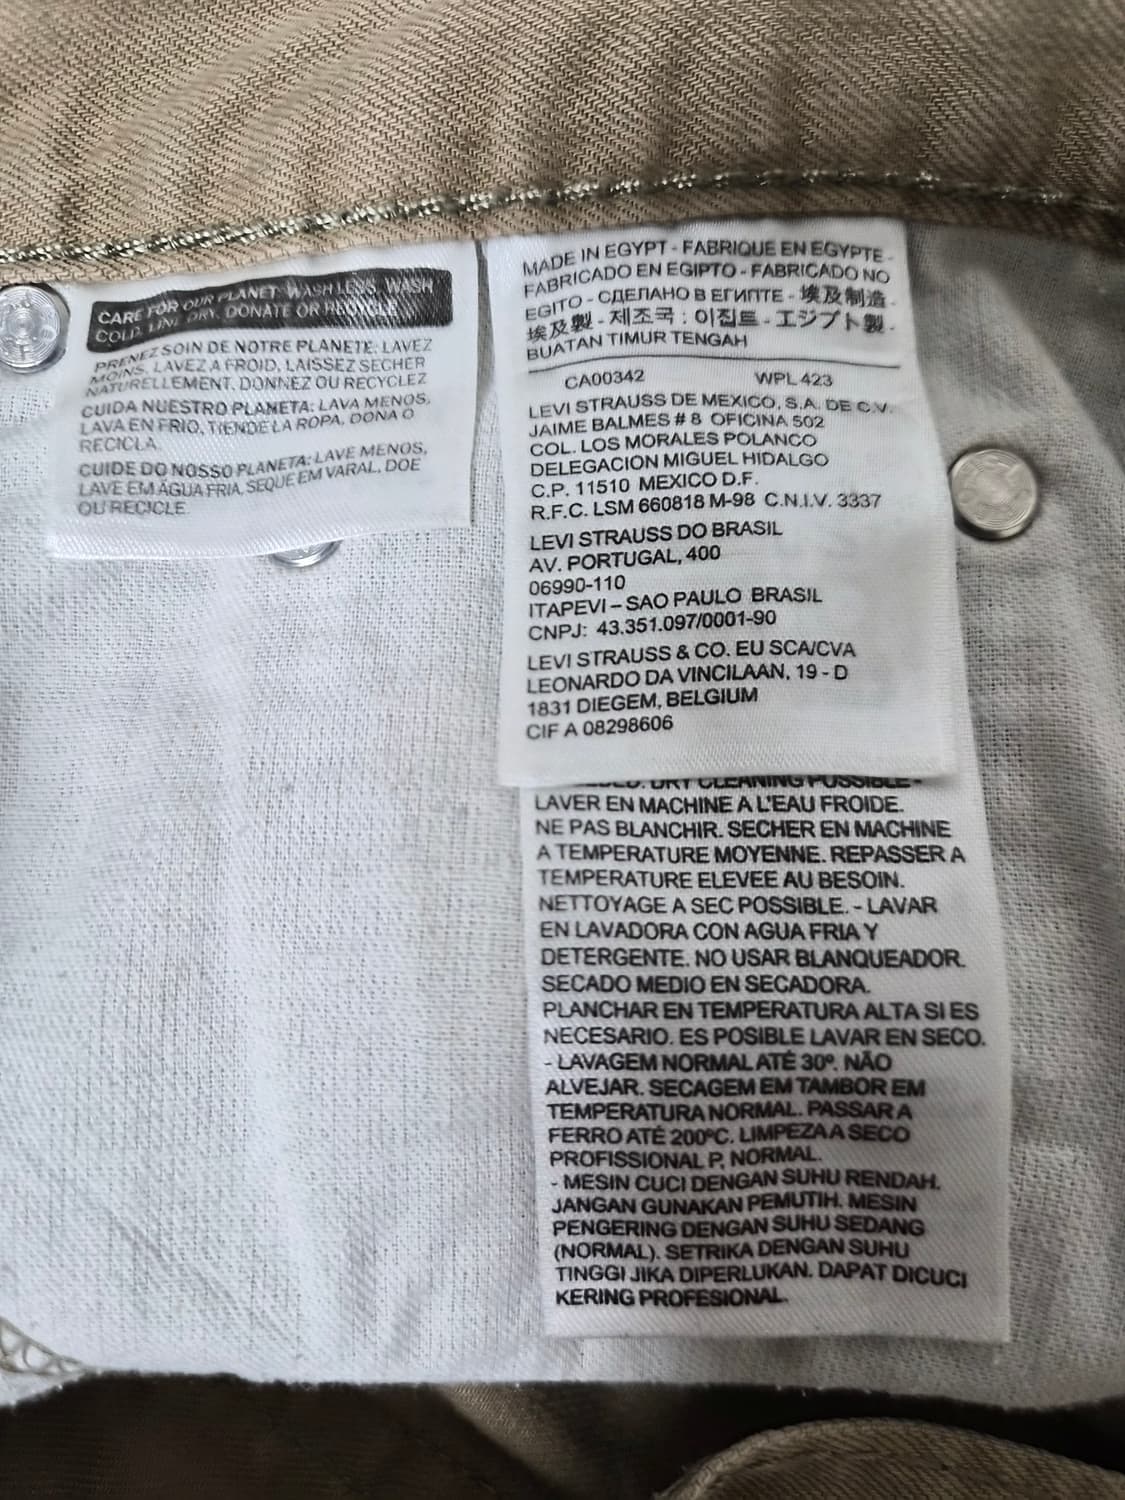 CARE FOR OUR PLANET: WASH LESS, WASH
COLD, LINE DRY, DONATE OR RECYCLE
PRENEZ SOIN DE NOTRE PLANETE: LAVEZ
MOINS, LAVEZ A FROID, LAISSEZ SECHER
NATURELLEMENT, DONNEZ OU RECYCLEZ
CUIDA NUESTRO PLANETA: LAVA MENOS,
LAVA EN FRIO, TIENDE LA ROPA, DONA O
RECICLA.
CUIDE DO NOSSO PLANETA: LAVE MENOS,
LAVE EM ÁGUA FRIA, SEQUE EM VARAL, DOE
OU RECICLE.
MADE IN EGYPT - FABRIQUE EN EGYPTE -
FABRICADO EN EGIPTO - FABRICADO NO
EGITO - СДЕЛАНО В ЕГИПТЕ - 埃及制造 -
埃及製 - 제조국 : 이집트 - エジプト製 -
BUATAN TIMUR TENGAH
CA00342 WPL 423
LEVI STRAUSS DE MEXICO, S.A. DE C.V.
JAIME BALMES # 8 OFICINA 502
COL. LOS MORALES POLANCO
DELEGACION MIGUEL HIDALGO
C.P. 11510 MEXICO D.F.
R.F.C. LSM 660818 M-98 C.N.I.V. 3337
LEVI STRAUSS DO BRASIL
AV. PORTUGAL, 400
06990-110
ITAPEVI – SAO PAULO BRASIL
CNPJ: 43.351.097/0001-90
LEVI STRAUSS & CO. EU SCA/CVA
LEONARDO DA VINCILAAN, 19 - D
1831 DIEGEM, BELGIUM
CIF A 08298606
DRY CLEANING POSSIBLE -
LAVER EN MACHINE A L'EAU FROIDE.
NE PAS BLANCHIR. SECHER EN MACHINE
A TEMPERATURE MOYENNE. REPASSER A
TEMPERATURE ELEVEE AU BESOIN.
NETTOYAGE A SEC POSSIBLE. - LAVAR
EN LAVADORA CON AGUA FRIA Y
DETERGENTE. NO USAR BLANQUEADOR.
SECADO MEDIO EN SECADORA.
PLANCHAR EN TEMPERATURA ALTA SI ES
NECESARIO. ES POSIBLE LAVAR EN SECO.
- LAVAGEM NORMAL ATÉ 30º. NÃO
ALVEJAR. SECAGEM EM TAMBOR EM
TEMPERATURA NORMAL. PASSAR A
FERRO ATÉ 200ºC. LIMPEZA A SECO
PROFISSIONAL P, NORMAL.
- MESIN CUCI DENGAN SUHU RENDAH.
JANGAN GUNAKAN PEMUTIH. MESIN
PENGERING DENGAN SUHU SEDANG
(NORMAL). SETRIKA DENGAN SUHU
TINGGI JIKA DIPERLUKAN. DAPAT DICUCI
KERING PROFESIONAL.